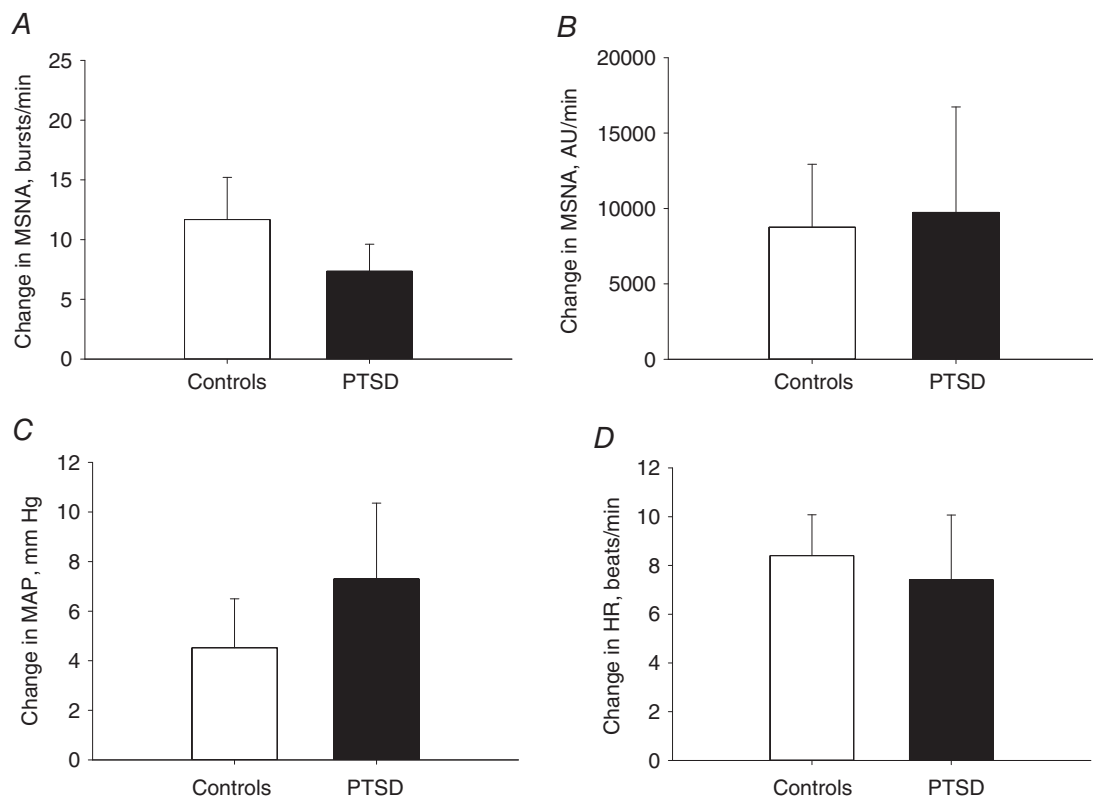 A
Change in MSNA, bursts/min
25
20
15
10
5
0
Controls PTSD
B
Change in MSNA, AU/min
20000
15000
10000
5000
0
Controls PTSD
C
Change in MAP, mm Hg
12
10
8
6
4
2
0
Controls PTSD
D
Change in HR, beats/min
12
10
8
6
4
2
0
Controls PTSD